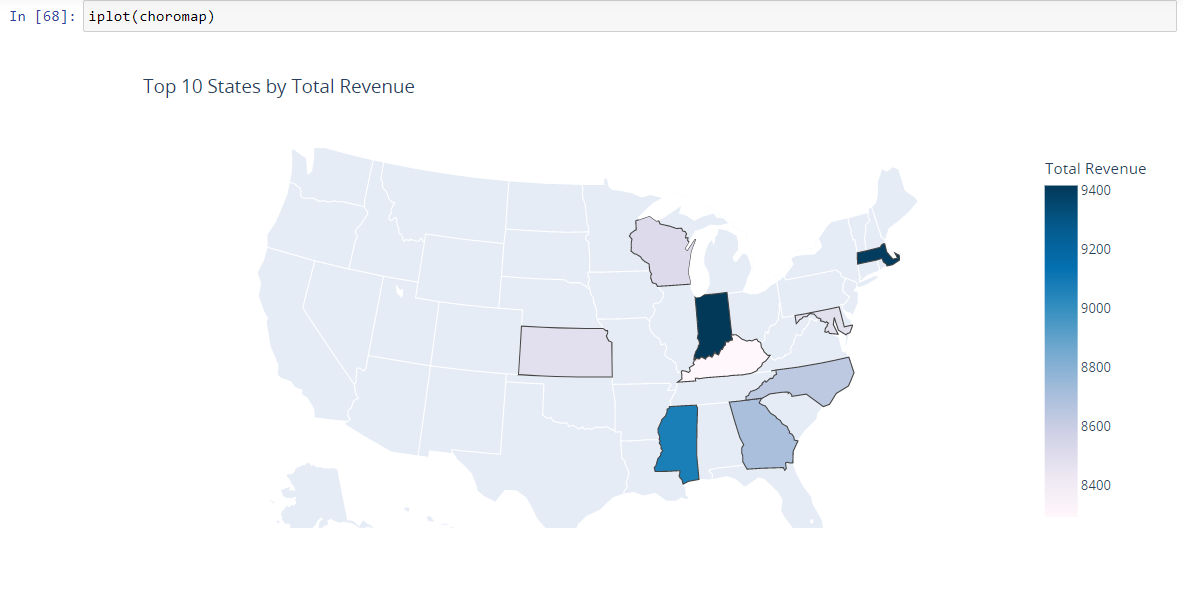 In [68]: iplot(choromap)
Top 10 States by Total Revenue
Total Revenue
9400
9200
9000
8800
8600
8400